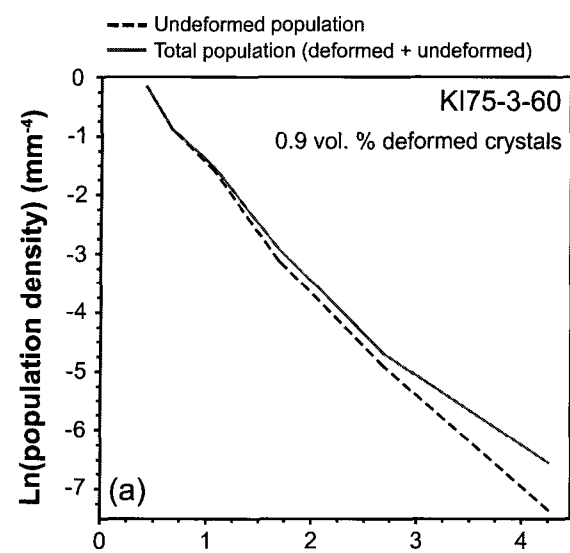 Undeformed population
Total population (deformed + undeformed)
KI75-3-60
0.9 vol. % deformed crystals
Ln(population density) (mm-4)
0
-1
-2
-3
-4
-5
-6
-7
(a)
0 1 2 3 4